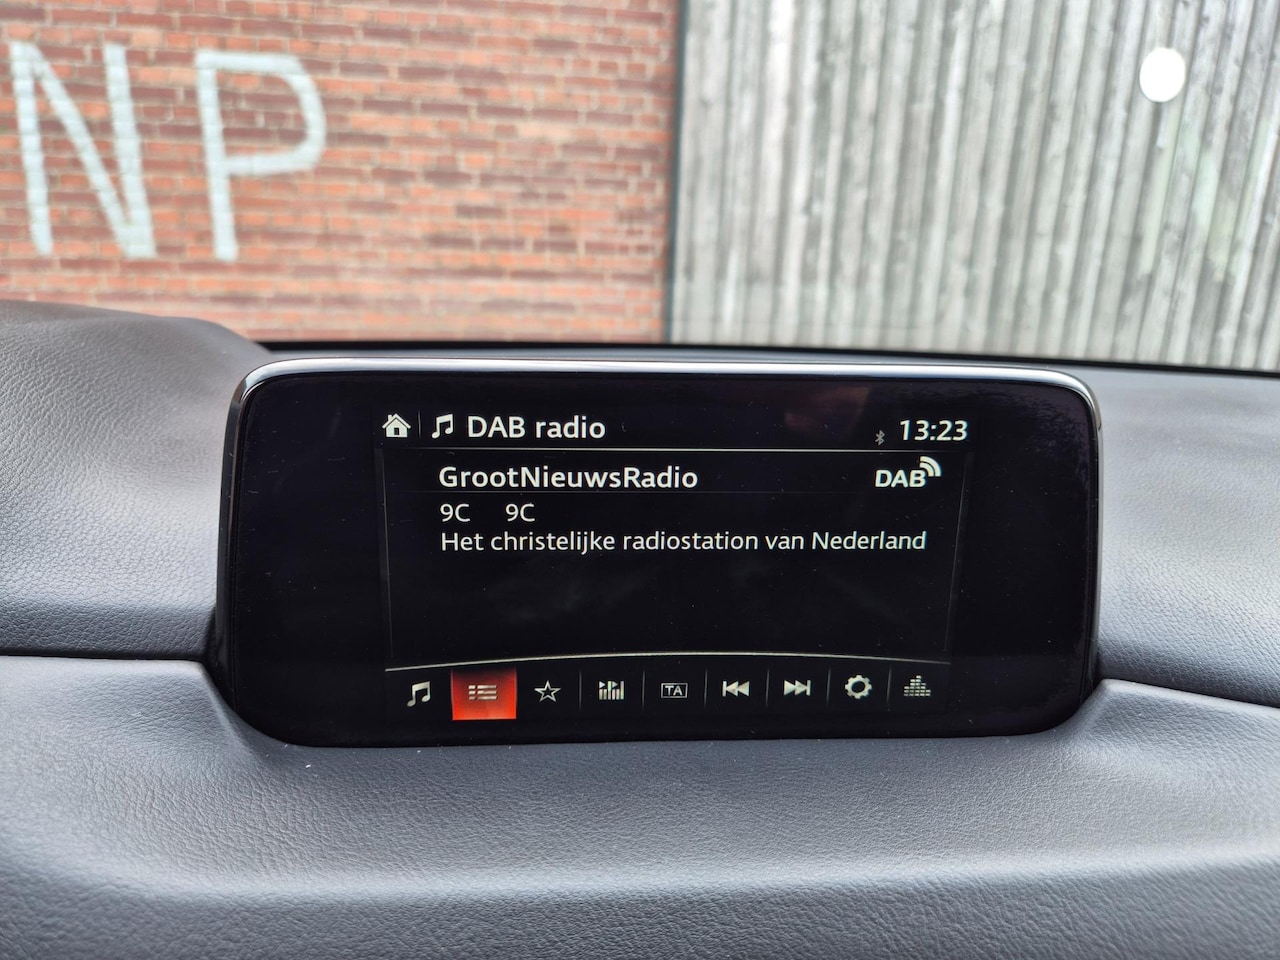 NP
DAB radio 13:23
GrootNieuwsRadio DAB
9C 9C
Het christelijke radiostation van Nederland
TA